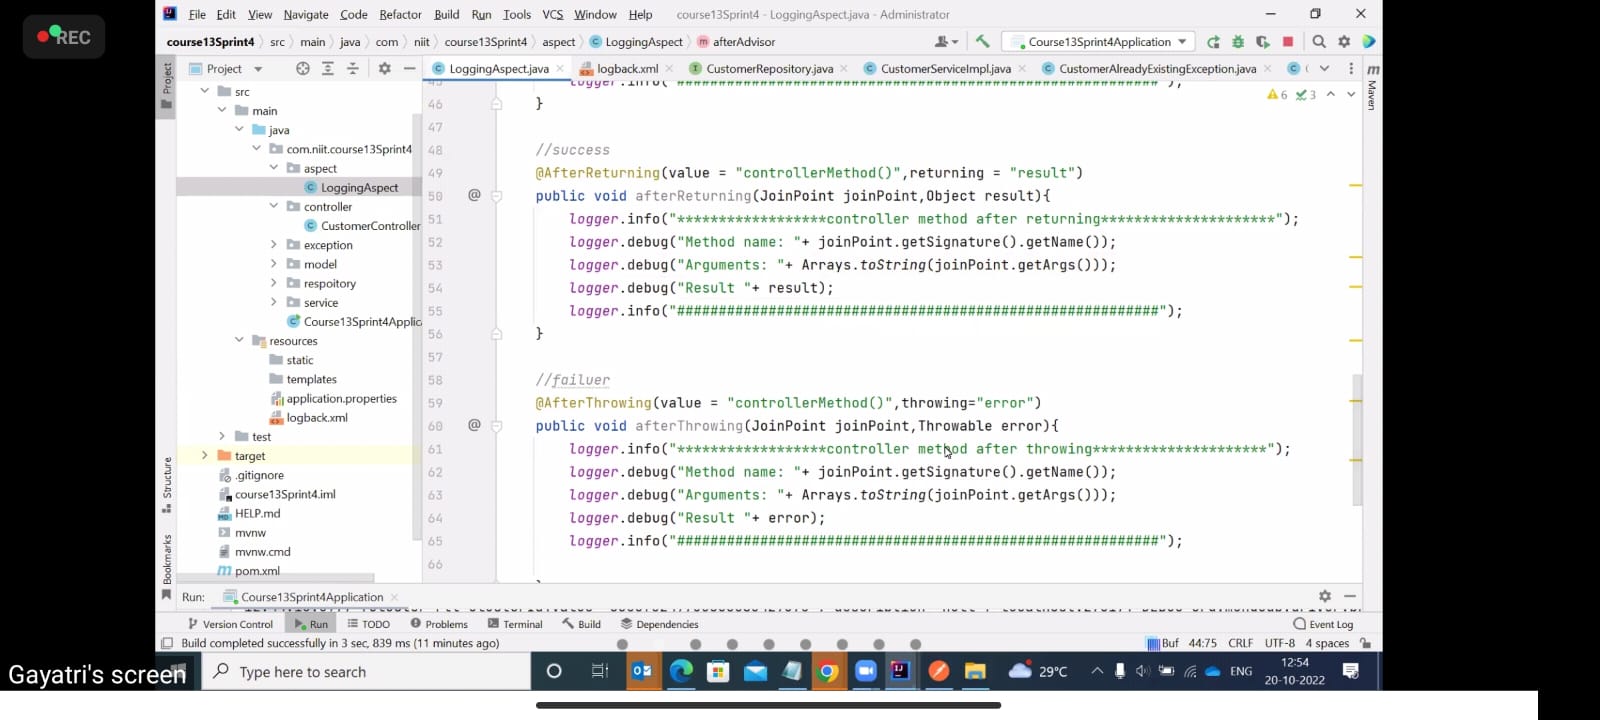 REC
File Edit View Navigate Code Refactor Build Run Tools VCS Window Help course13Sprint4 - LoggingAspect.java - Administrator
course13Sprint4 src main java com niit course13Sprint4 aspect LoggingAspect afterAdvisor Course13Sprint4Application
Project LoggingAspect.java logback.xml CustomerRepository.java CustomerServiceImpl.java CustomerAlreadyExistingException.java
Project
Maven
6 3
src
main
java
com.niit.course13Sprint4
aspect
LoggingAspect
controller
CustomerController
exception
model
respoitory
service
Course13Sprint4Applic
resources
static
templates
application.properties
logback.xml
test
target
.gitignore
course13Sprint4.iml
HELP.md
mvnw
mvnw.cmd
pom.xml
Structure
Bookmarks
46 }
47
48 //success
49 @AfterReturning(value = "controllerMethod()",returning = "result")
50 public void afterReturning(JoinPoint joinPoint,Object result){
51 logger.info("******************controller method after returning*********************");
52 logger.debug("Method name: "+ joinPoint.getSignature().getName());
53 logger.debug("Arguments: "+ Arrays.toString(joinPoint.getArgs()));
54 logger.debug("Result "+ result);
55 logger.info("##########################################################");
56 }
57
58 //failuer
59 @AfterThrowing(value = "controllerMethod()",throwing="error")
60 public void afterThrowing(JoinPoint joinPoint,Throwable error){
61 logger.info("******************controller method after throwing*********************");
62 logger.debug("Method name: "+ joinPoint.getSignature().getName());
63 logger.debug("Arguments: "+ Arrays.toString(joinPoint.getArgs()));
64 logger.debug("Result "+ error);
65 logger.info("##########################################################");
66
Run: Course13Sprint4Application
Version Control Run TODO Problems Terminal Build Dependencies Event Log
Build completed successfully in 3 sec, 839 ms (11 minutes ago) Buf 44:75 CRLF UTF-8 4 spaces
Gayatri's screen
Type here to search 29°C ENG 12:54
20-10-2022